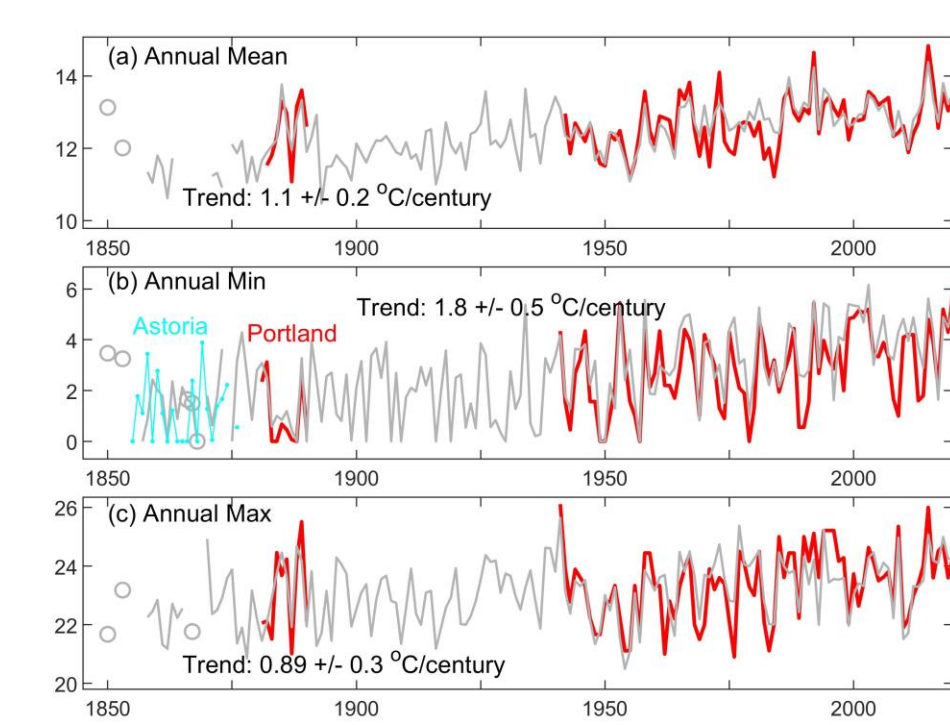 (a) Annual Mean
14
12
10
Trend: 1.1 +/- 0.2 °C/century
1850 1900 1950 2000
(b) Annual Min
6
4
2
0
Trend: 1.8 +/- 0.5 °C/century
Astoria
Portland
1850 1900 1950 2000
(c) Annual Max
26
24
22
20
Trend: 0.89 +/- 0.3 °C/century
1850 1900 1950 2000